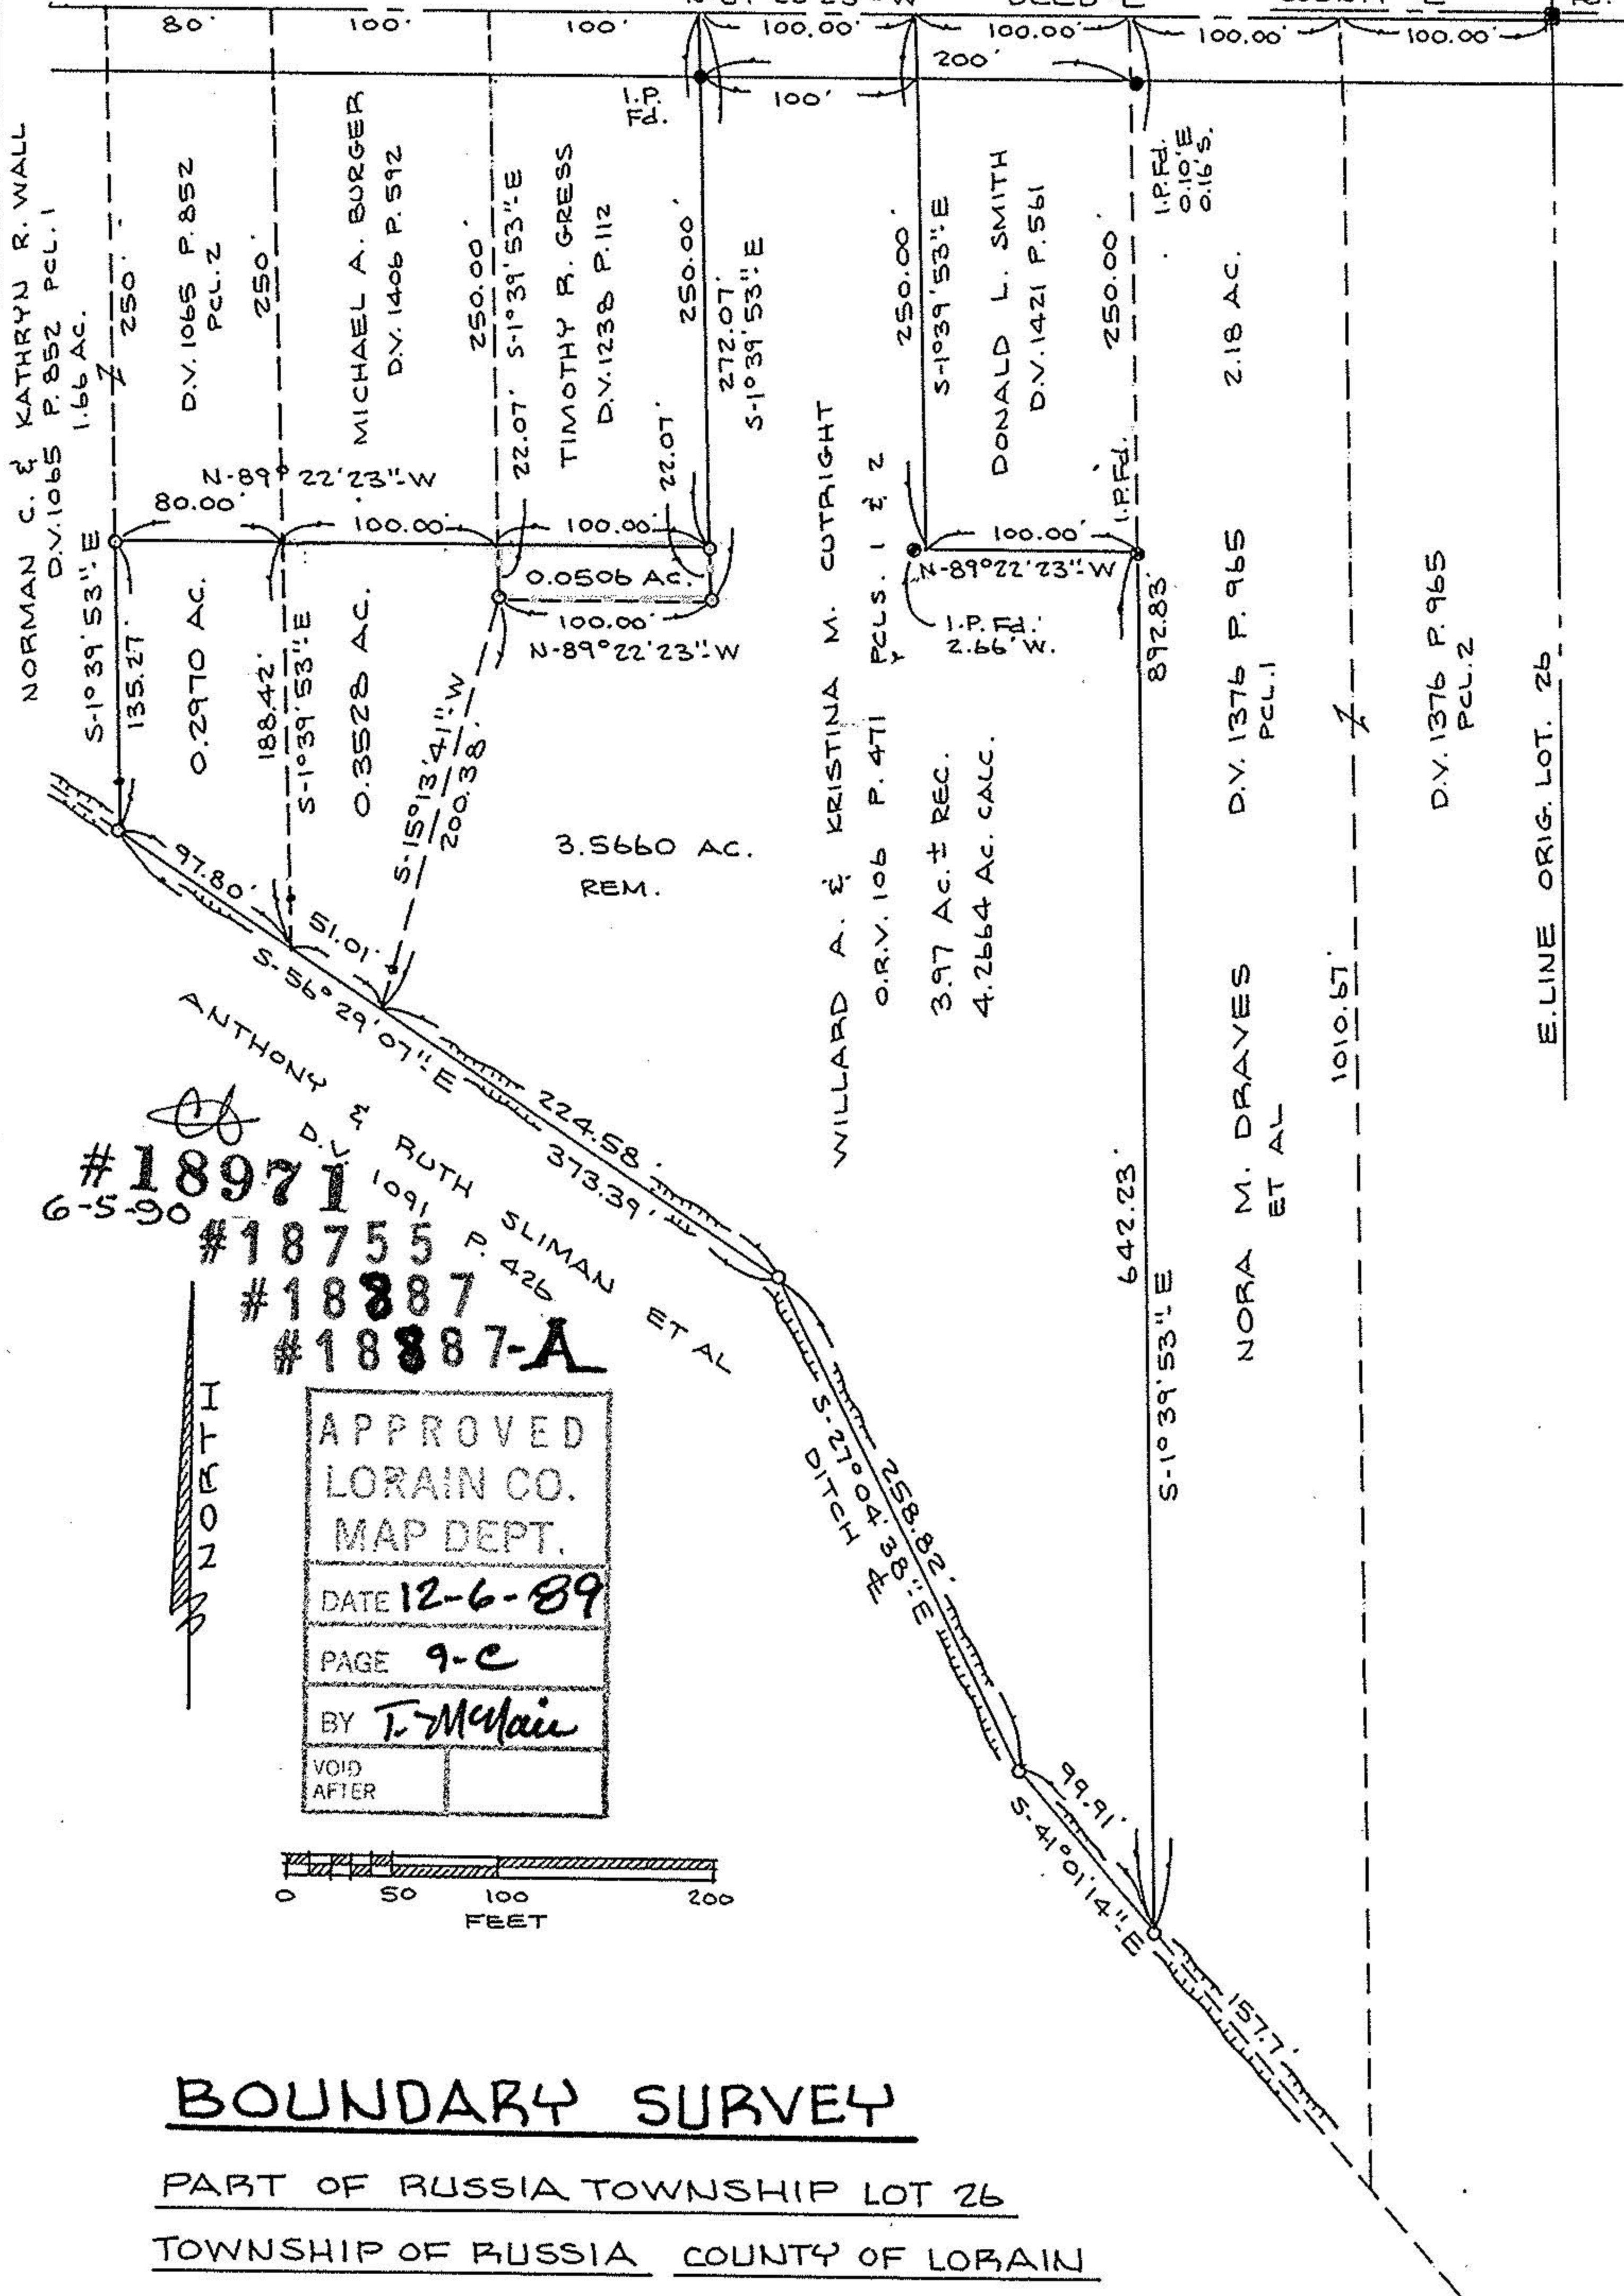 80'
100'
100'
100.00'
100.00'
100.00'
100.00'
200'
100'
I.P.
Fd.
I.P.Fd.
0.10'E
0.16'S.
NORMAN C. & KATHRYN R. WALL
D.V.1065 P.852 PCL.1
1.66 AC.
250'
D.V.1065 P.852
PCL.2
250'
MICHAEL A. BURGER
D.V.1406 P.592
250.00'
22.07' S-1°39'53"-E
TIMOTHY R. GRESS
D.V.1238 P.112
22.07'
250.00'
272.07'
S-1°39'53"-E
250.00'
S-1°39'53"-E
DONALD L. SMITH
D.V.1421 P.561
250.00'
I.P.Fd.
2.18 AC.
N-89°22'23"-W
80.00'
100.00'
100.00'
0.0506 AC.
100.00'
N-89°22'23"-W
100.00'
N-89°22'23"-W
I.P. Fd.
2.66'W.
S-1°39'53"-E
135.27'
0.2970 AC.
188.42'
S-1°39'53"-E
0.3528 AC.
S-15°13'41"-W
200.38'
3.5660 AC.
REM.
WILLARD A. & KRISTINA M. CUTRIGHT
O.R.V. 106 P. 471 PCLS. 1 & 2
3.97 Ac. ± REC.
4.2664 Ac. CALC.
892.83'
D.V. 1376 P. 965
PCL.1
D.V. 1376 P. 965
PCL.2
E.LINE ORIG. LOT. 26
97.80'
51.01'
S-56°29'07"-E
224.58'
373.39'
ANTHONY & RUTH SLIMAN ET AL
D.V. 1091 P. 426
NORA M. DRAVES
ET AL
1010.67'
642.23'
S-1°39'53"-E
#18971
6-5-90
#18755
#18887
#18887-A
NORTH
APPROVED
LORAIN CO.
MAP DEPT.
DATE 12-6-89
PAGE 9-C
BY T. McNair
VOID
AFTER
258.82'
S-27°04'38"-E
DITCH ℄
99.91'
S-41°01'14"-E
157.7'
0 50 100 200
FEET
BOUNDARY SURVEY
PART OF RUSSIA TOWNSHIP LOT 26
TOWNSHIP OF RUSSIA COUNTY OF LORAIN